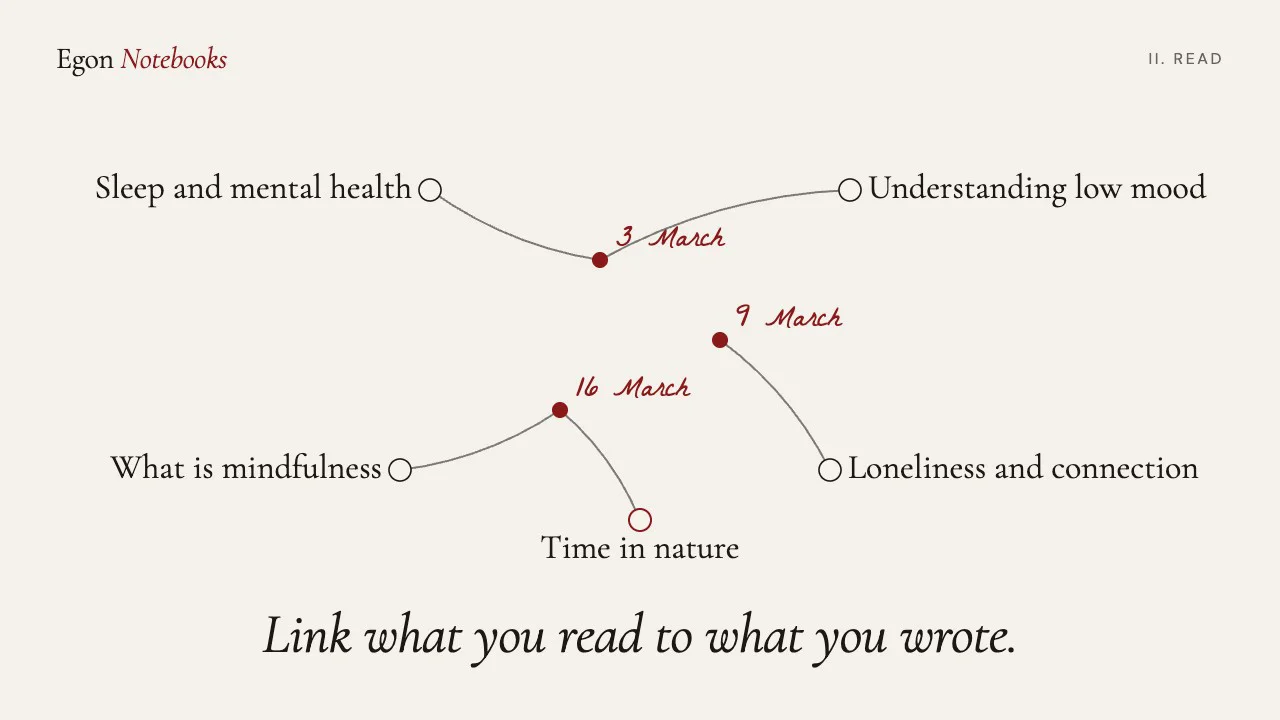 Egon Notebooks
II. READ
Sleep and mental health
Understanding low mood
3 March
9 March
16 March
What is mindfulness
Loneliness and connection
Time in nature
Link what you read to what you wrote.